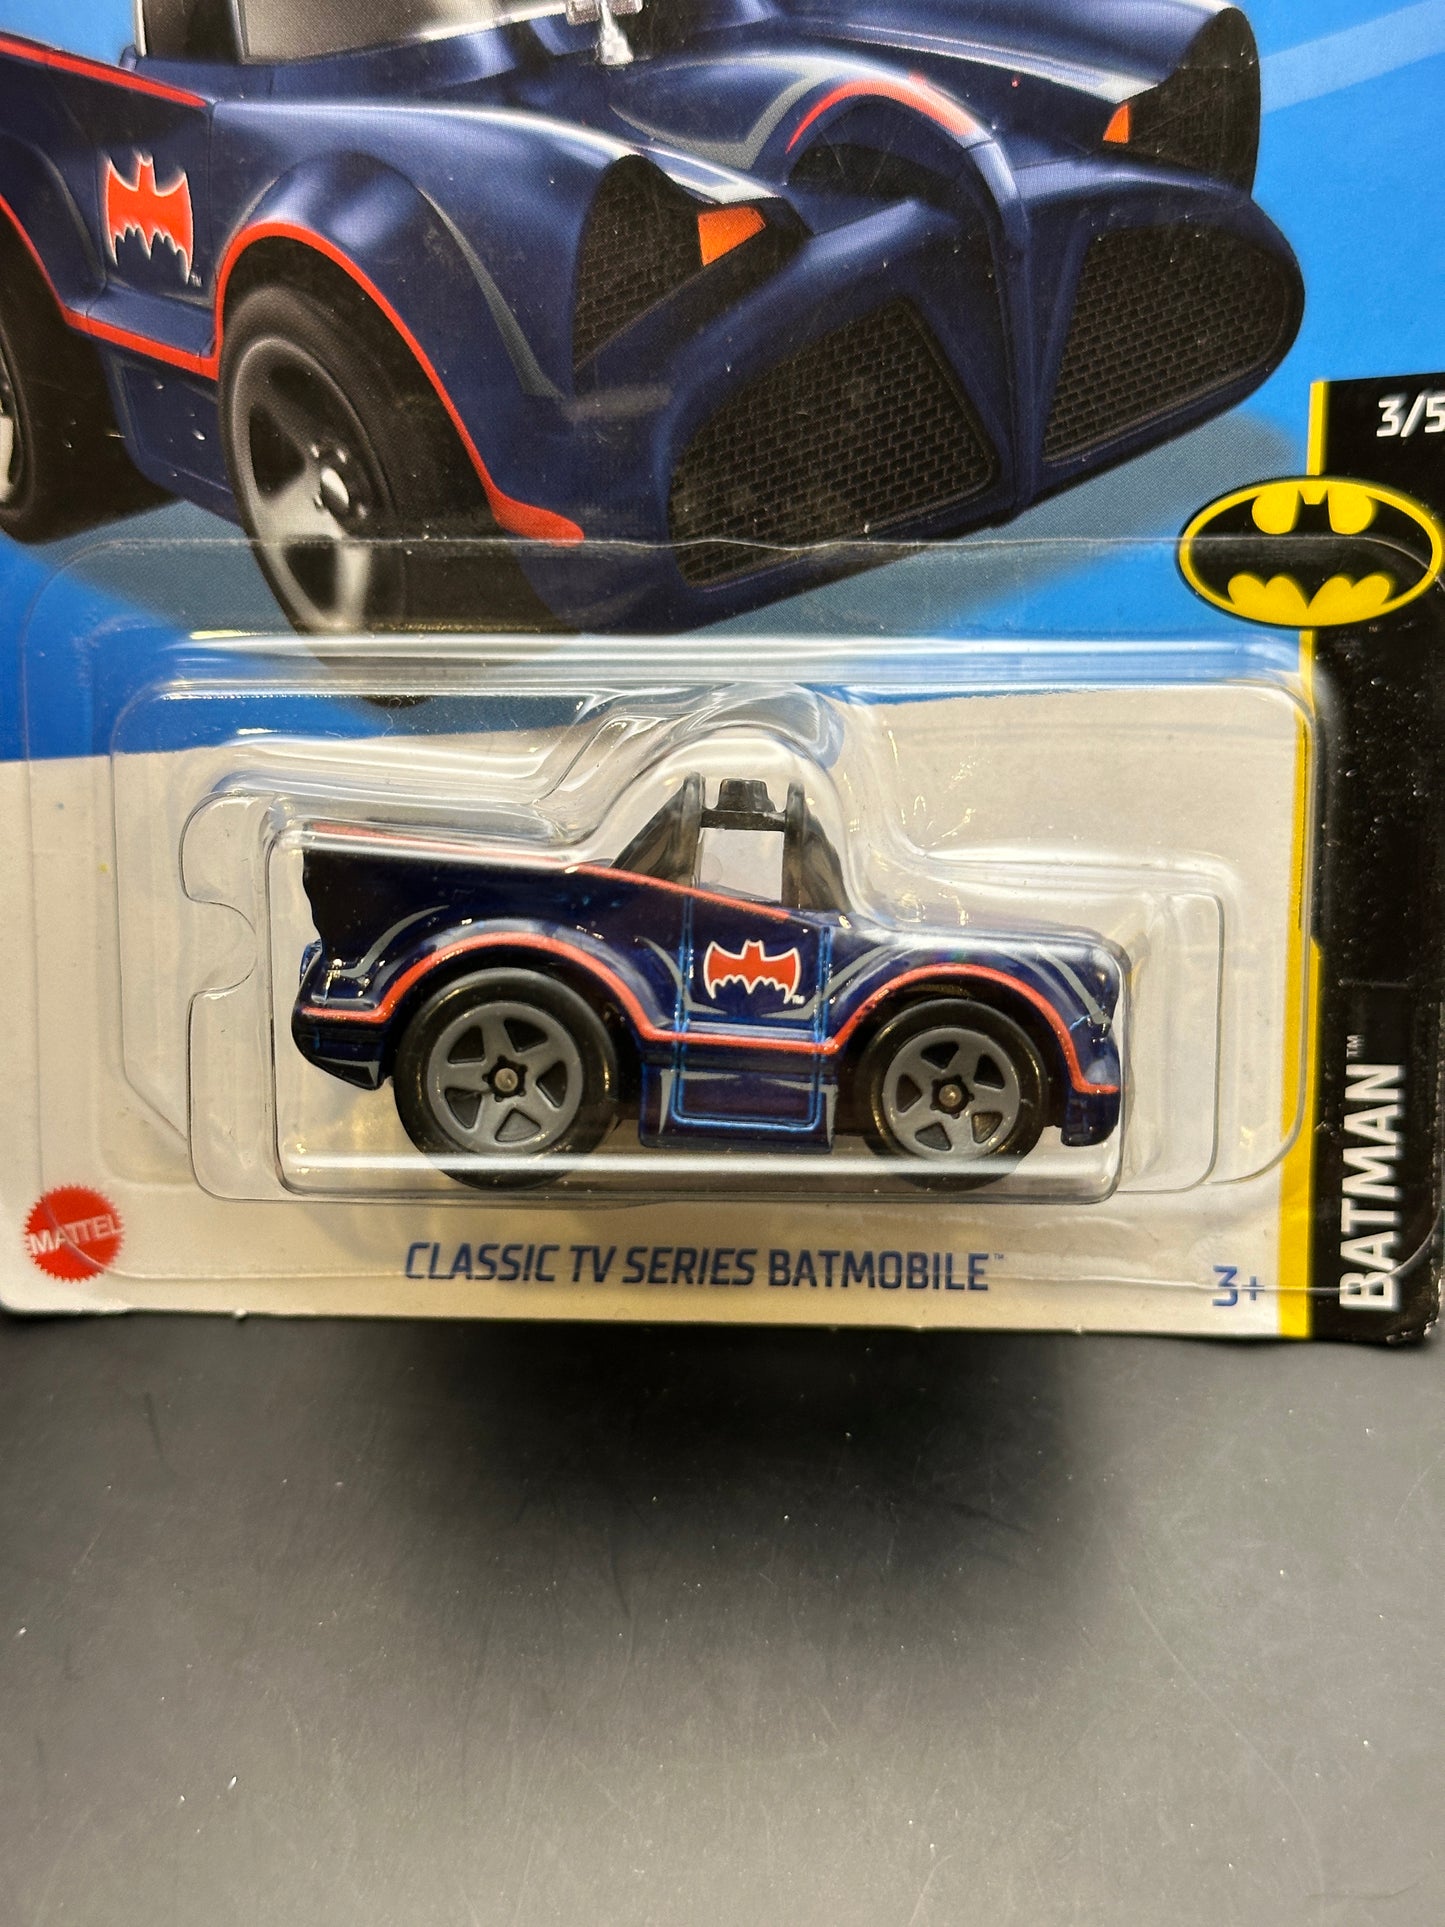 3/5
BATMAN™
MATTEL
CLASSIC TV SERIES BATMOBILE™
3+